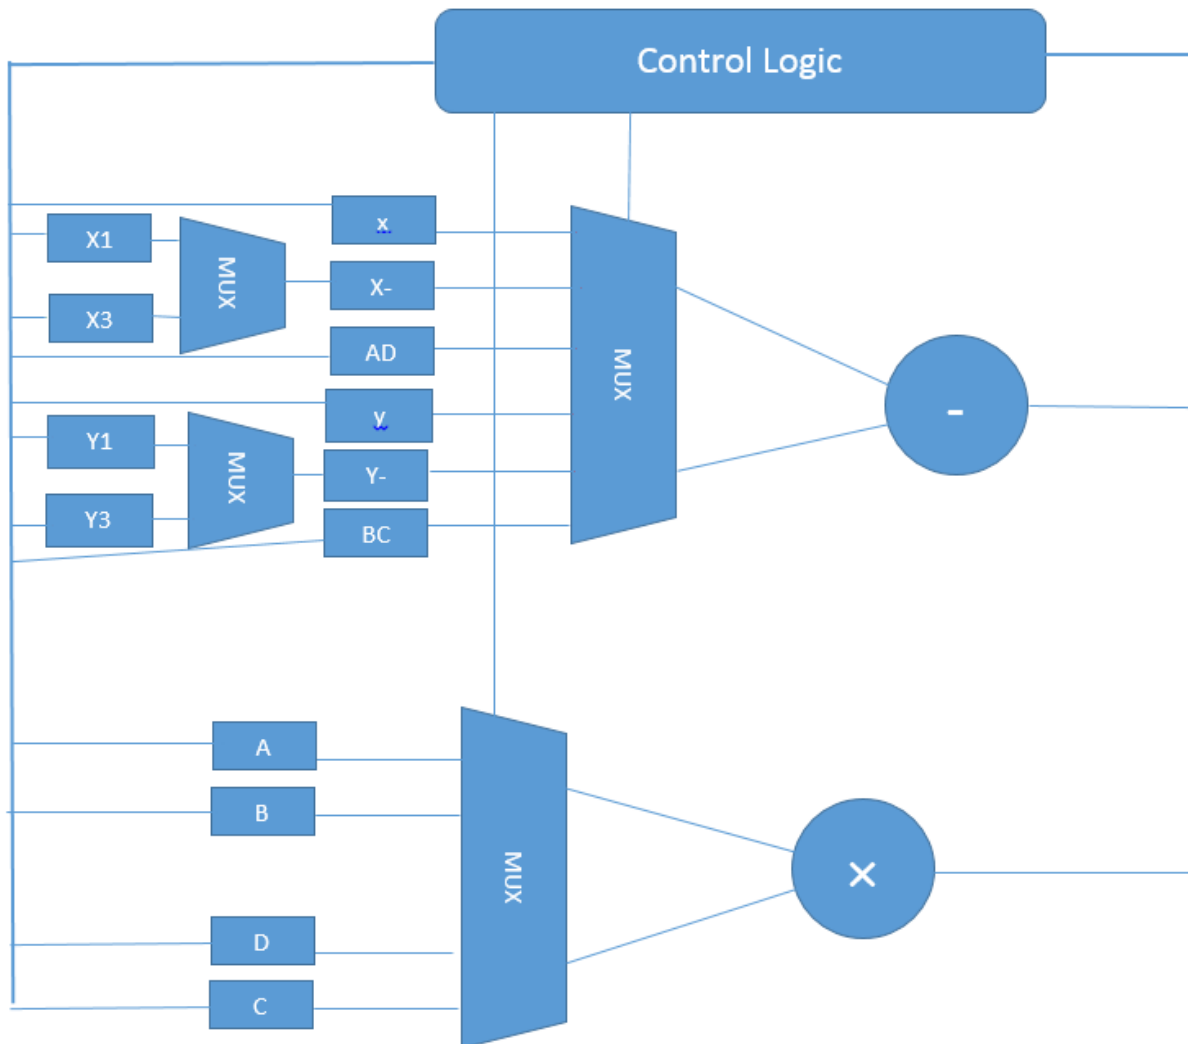 Control Logic
x
X1
MUX
X-
X3
AD
MUX
y
Y1
MUX
Y-
Y3
BC
-
A
B
MUX
×
D
C